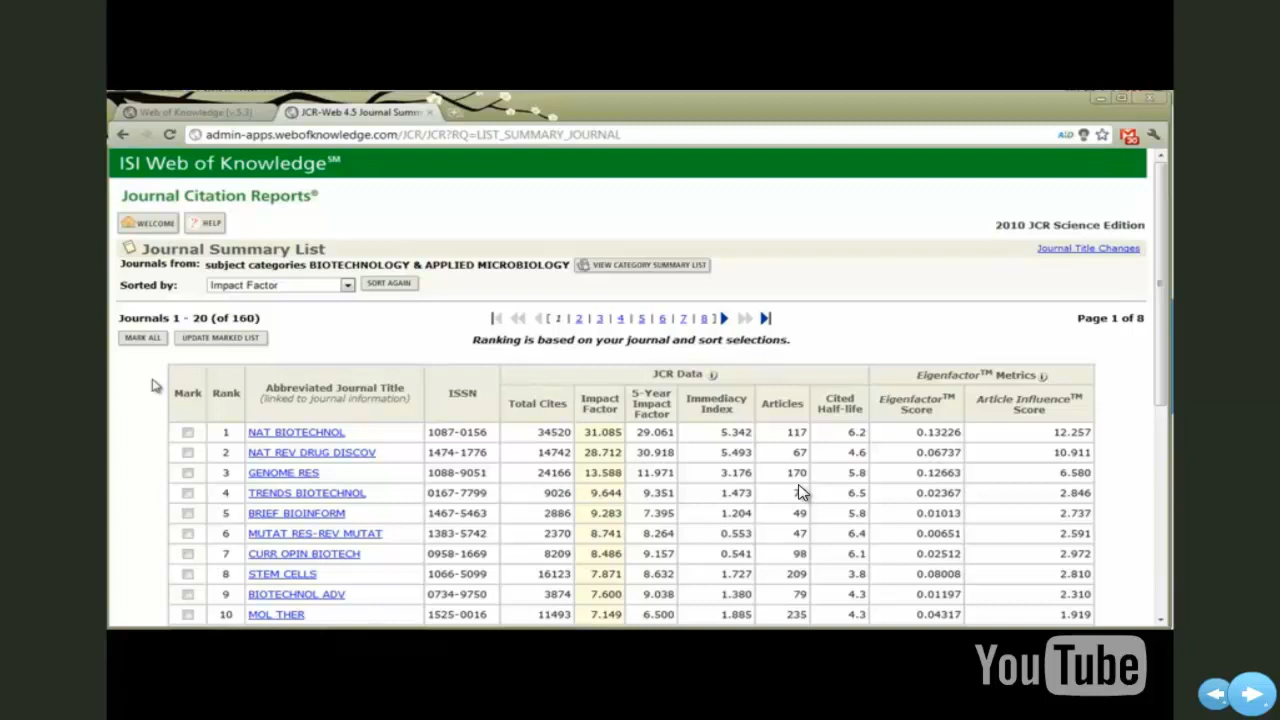 Web of Knowledge [v.5.3]
JCR-Web 4.5 Journal Summ
admin-apps.webofknowledge.com/JCR/JCR?RQ=LIST_SUMMARY_JOURNAL
ISI Web of Knowledge℠
Journal Citation Reports®
WELCOME ? HELP
2010 JCR Science Edition
Journal Summary List
Journal Title Changes
Journals from: subject categories BIOTECHNOLOGY & APPLIED MICROBIOLOGY VIEW CATEGORY SUMMARY LIST
Sorted by: Impact Factor SORT AGAIN
Journals 1 - 20 (of 160)
[ 1 | 2 | 3 | 4 | 5 | 6 | 7 | 8 ]
Page 1 of 8
MARK ALL UPDATE MARKED LIST
Ranking is based on your journal and sort selections.
Mark Rank Abbreviated Journal Title (linked to journal information) ISSN JCR Data Eigenfactor™ Metrics
Total Cites Impact Factor 5-Year Impact Factor Immediacy Index Articles Cited Half-life Eigenfactor™ Score Article Influence™ Score
1 NAT BIOTECHNOL 1087-0156 34520 31.085 29.061 5.342 117 6.2 0.13226 12.257
2 NAT REV DRUG DISCOV 1474-1776 14742 28.712 30.918 5.493 67 4.6 0.06737 10.911
3 GENOME RES 1088-9051 24166 13.588 11.971 3.176 170 5.8 0.12663 6.580
4 TRENDS BIOTECHNOL 0167-7799 9026 9.644 9.351 1.473 6.5 0.02367 2.846
5 BRIEF BIOINFORM 1467-5463 2886 9.283 7.395 1.204 49 5.8 0.01013 2.737
6 MUTAT RES-REV MUTAT 1383-5742 2370 8.741 8.264 0.553 47 6.4 0.00651 2.591
7 CURR OPIN BIOTECH 0958-1669 8209 8.486 9.157 0.541 98 6.1 0.02512 2.972
8 STEM CELLS 1066-5099 16123 7.871 8.632 1.727 209 3.8 0.08008 2.810
9 BIOTECHNOL ADV 0734-9750 3874 7.600 9.038 1.380 79 4.3 0.01197 2.310
10 MOL THER 1525-0016 11493 7.149 6.500 1.885 235 4.3 0.04317 1.919
YouTube